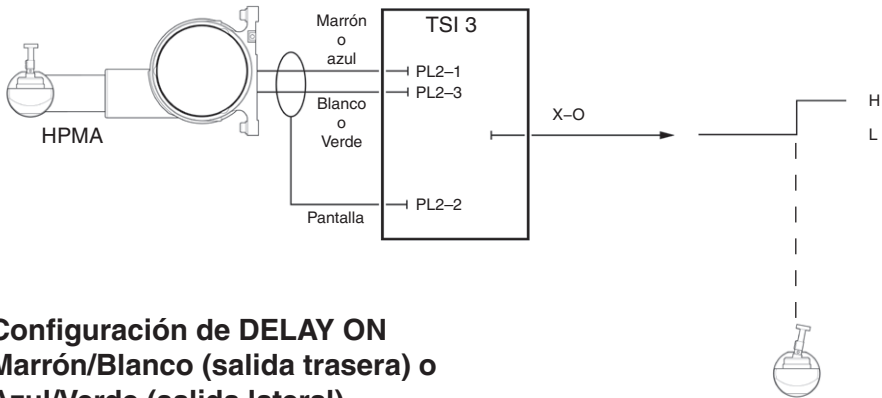 Marrón
o
azul
TSI 3
PL2–1
PL2–3
Blanco
o
Verde
HPMA
X–O
H
L
PL2–2
Pantalla
Configuración de DELAY ON
Marrón/Blanco (salida trasera) o
Azul/Verde (salida lateral)